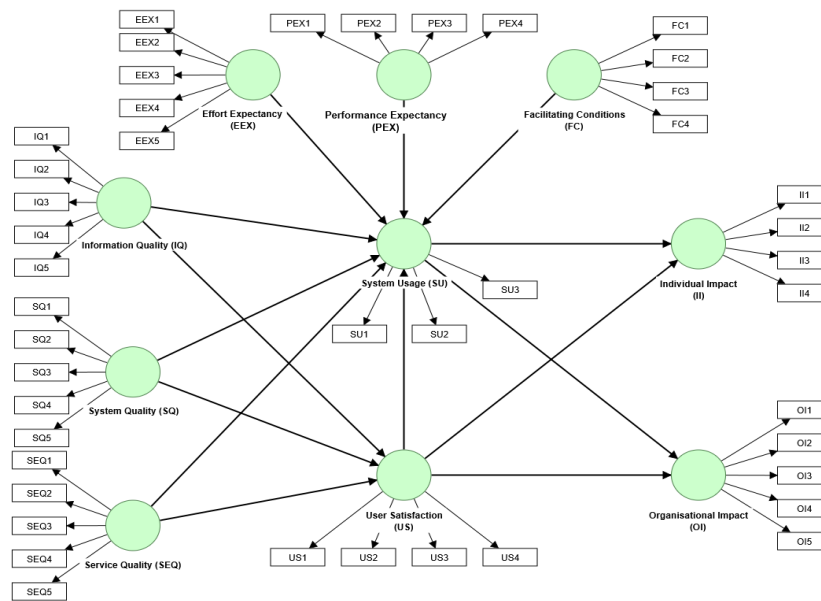 EEX1
EEX2
EEX3
EEX4
EEX5
Effort Expectancy
(EEX)
PEX1
PEX2
PEX3
PEX4
Performance Expectancy
(PEX)
FC1
FC2
FC3
FC4
Facilitating Conditions
(FC)
IQ1
IQ2
IQ3
IQ4
IQ5
Information Quality (IQ)
System Usage (SU)
SU1
SU2
SU3
II1
II2
II3
II4
Individual Impact
(II)
SQ1
SQ2
SQ3
SQ4
SQ5
System Quality (SQ)
SEQ1
SEQ2
SEQ3
SEQ4
SEQ5
Service Quality (SEQ)
User Satisfaction
(US)
US1
US2
US3
US4
OI1
OI2
OI3
OI4
OI5
Organisational Impact
(OI)